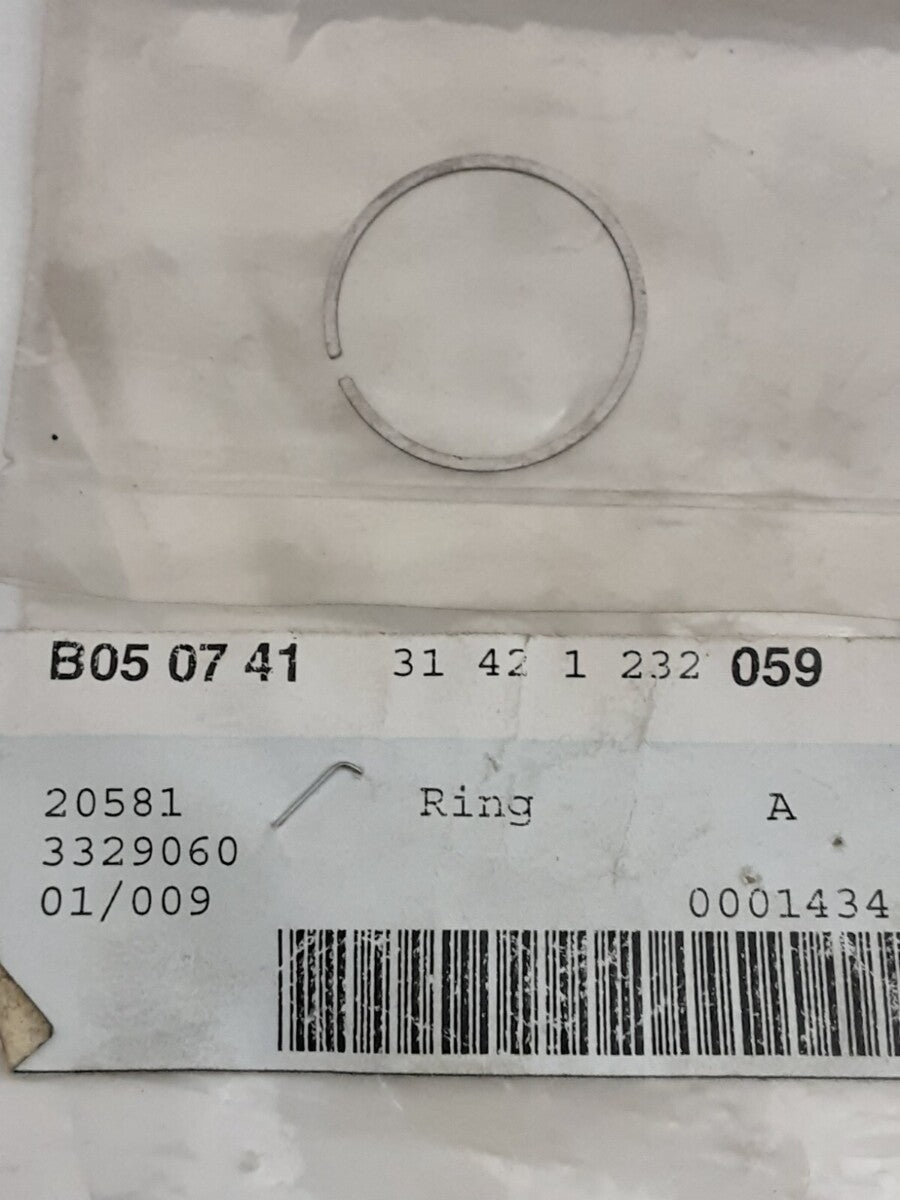 B05 07 41 31 42 1 232 059
20581 Ring A
3329060
01/009 0001434